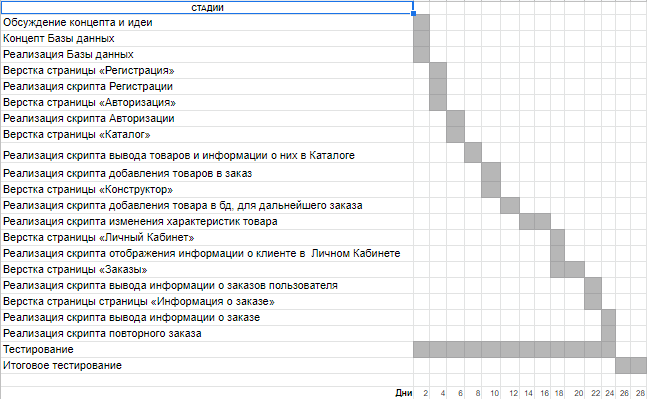 СТАДИИ
Обсуждение концепта и идеи
Концепт Базы данных
Реализация Базы данных
Верстка страницы «Регистрация»
Реализация скрипта Регистрации
Верстка страницы «Авторизация»
Реализация скрипта Авторизации
Верстка страницы «Каталог»
Реализация скрипта вывода товаров и информации о них в Каталоге
Реализация скрипта добавления товаров в заказ
Верстка страницы «Конструктор»
Реализация скрипта добавления товара в бд, для дальнейшего заказа
Реализация скрипта изменения характеристик товара
Верстка страницы «Личный Кабинет»
Реализация скрипта отображения информации о клиенте в Личном Кабинете
Верстка страницы «Заказы»
Реализация скрипта вывода информации о заказов пользователя
Верстка страницы страницы «Информация о заказе»
Реализация скрипта вывода информации о заказе
Реализация скрипта повторного заказа
Тестирование
Итоговое тестирование
Дни 2 4 6 8 10 12 14 16 18 20 22 24 26 28